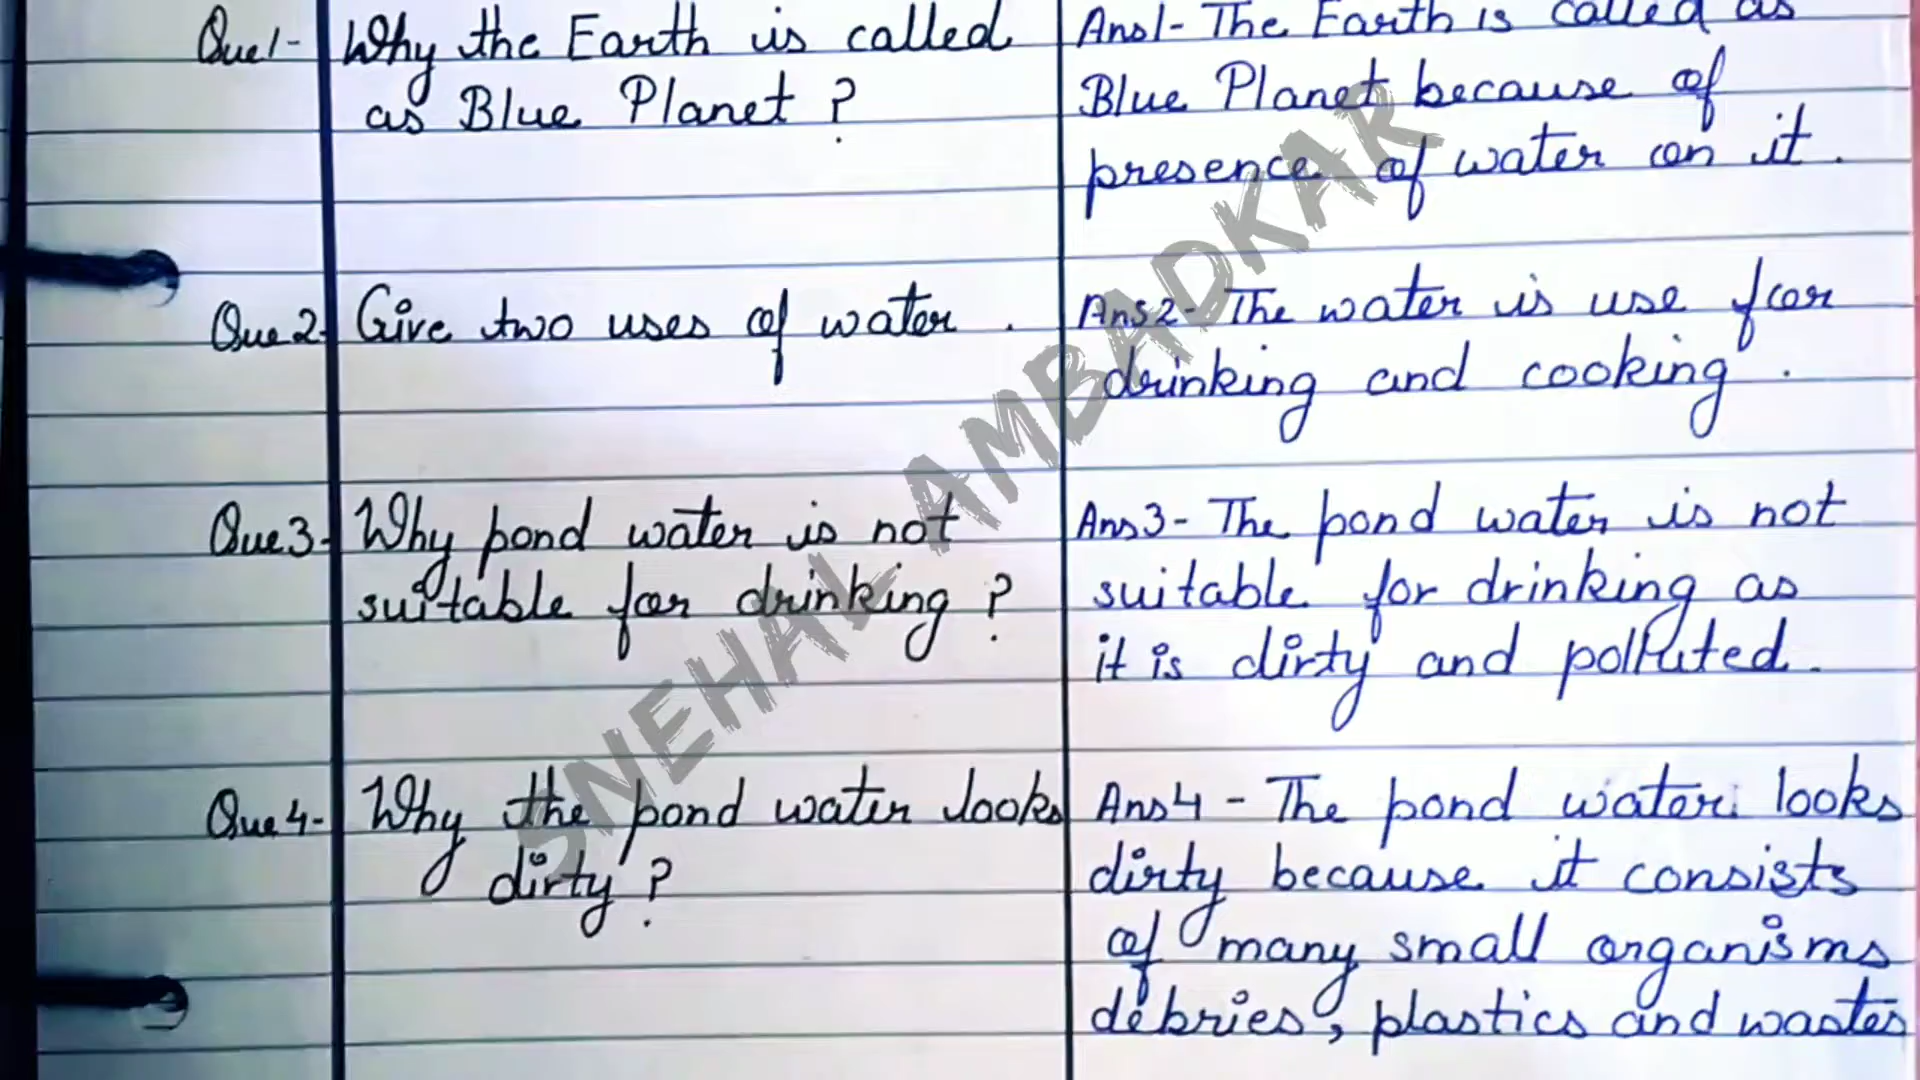 Que1- Why the Earth is called
as Blue Planet ?
Ans1- The Earth is called as
Blue Planet because of
presence of water on it .
Que2- Give two uses of water .
Ans2- The water is use for
drinking and cooking .
Que3- Why pond water is not
suitable for drinking ?
Ans3- The pond water is not
suitable for drinking as
it is dirty and polluted .
Que4- Why the pond water looks
dirty ?
Ans4 - The pond water looks
dirty because it consists
of many small organisms
debries, plastics and wastes
SNEHAL AMBADKAR